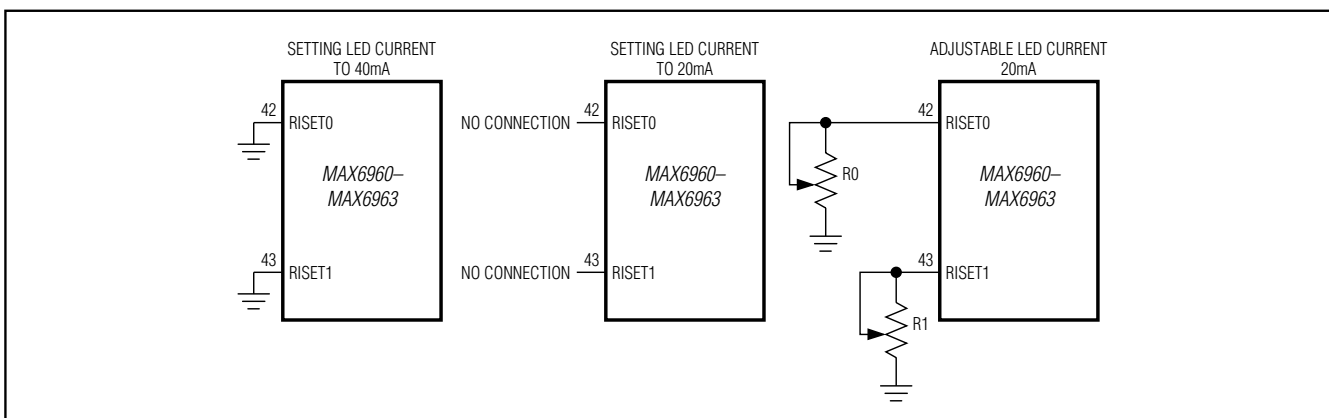 SETTING LED CURRENT
TO 40mA
42
RISET0
MAX6960–
MAX6963
43
RISET1
SETTING LED CURRENT
TO 20mA
NO CONNECTION
42
RISET0
MAX6960–
MAX6963
NO CONNECTION
43
RISET1
ADJUSTABLE LED CURRENT
20mA
42
RISET0
R0
MAX6960–
MAX6963
43
RISET1
R1